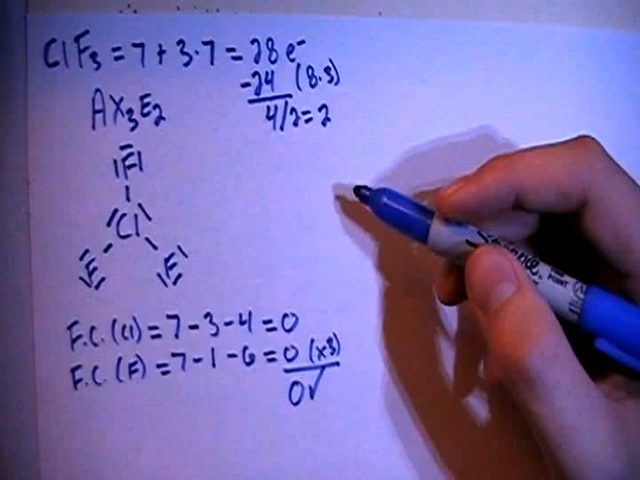 ClF₃ = 7 + 3·7 = 28 e⁻
-24 (8·3)
AX₃E₂
4/2 = 2
F
Cl
F F
F.C. (Cl) = 7 - 3 - 4 = 0
F.C. (F) = 7 - 1 - 6 = 0 (x3)
0✓
Sharpie